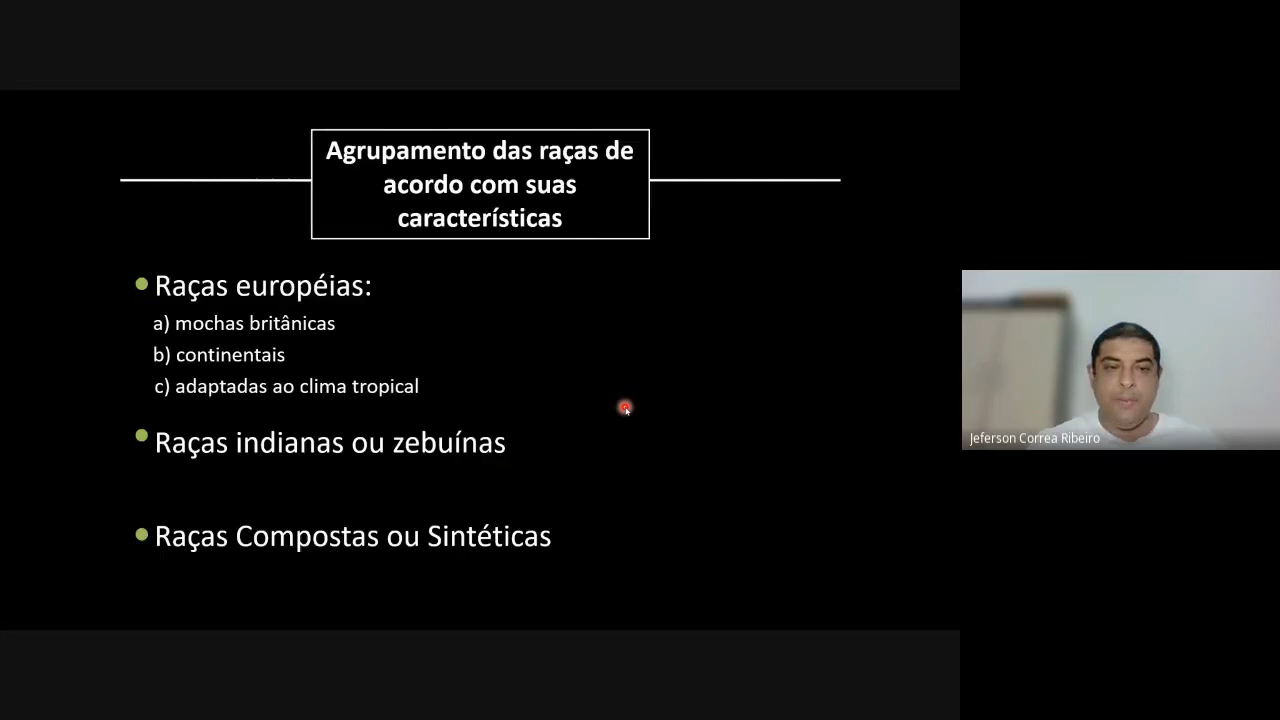 Agrupamento das raças de
acordo com suas
características
Raças européias:
a) mochas britânicas
b) continentais
c) adaptadas ao clima tropical
Raças indianas ou zebuínas
Raças Compostas ou Sintéticas
Jeferson Correa Ribeiro